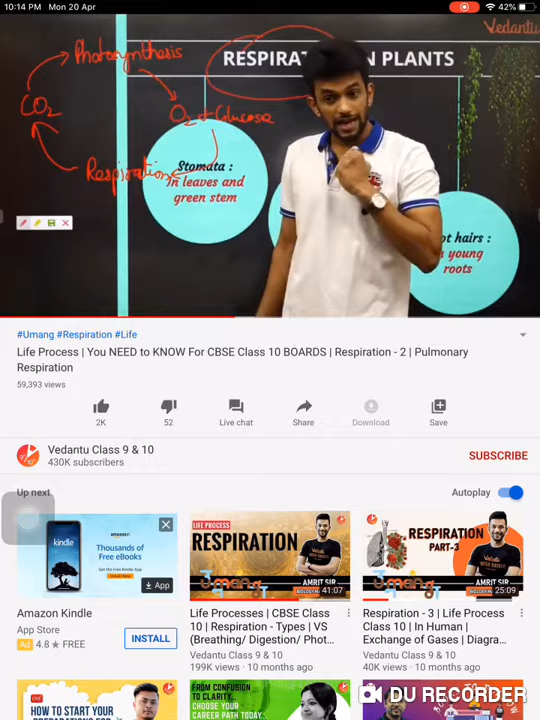 10:14 PM Mon 20 Apr
42%
Vedantu
Photosynthesis
RESPIRAT N PLANTS
CO2
O2 + Glucose
Respiration
Stomata :
In leaves and
green stem
ot hairs :
young
roots
#Umang #Respiration #Life
Life Process | You NEED to KNOW For CBSE Class 10 BOARDS | Respiration - 2 | Pulmonary
Respiration
59,393 views
2K
52
Live chat
Share
Download
Save
Vedantu Class 9 & 10
430K subscribers
SUBSCRIBE
Up next
Autoplay
kindle
Thousands of
Free eBooks
App
Amazon Kindle
App Store
Ad 4.8 ★ FREE
INSTALL
LIFE PROCESS
RESPIRATION
AMRIT SIR
41:07
Life Processes | CBSE Class
10 | Respiration - Types | VS
(Breathing/ Digestion/ Phot...
Vedantu Class 9 & 10
199K views · 10 months ago
RESPIRATION
PART-3
AMRIT SIR
25:09
Respiration - 3 | Life Process
Class 10 | In Human |
Exchange of Gases | Diagra...
Vedantu Class 9 & 10
40K views · 10 months ago
LIVE
HOW TO START
YOUR
FROM CONFUSION
TO CLARITY
CHOOSE YOUR
CAREER PATH TODAY
DU RECORDER